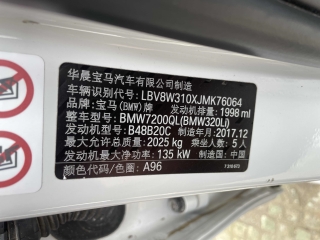 华晨宝马汽车有限公司制造
车辆识别代号: LBV8W310XJMK76064
品牌: 宝马(BMW)牌 发动机排量: 1998 ml
整车型号: BMW7200QL(BMW320Li)
发动机型号: B48B20C 制造年月: 2017.12
最大允许总质量: 2025 kg 乘坐人数: 5 人
发动机最大净功率: 135 kW 制造国: 中国
颜色代码/色圈: A96